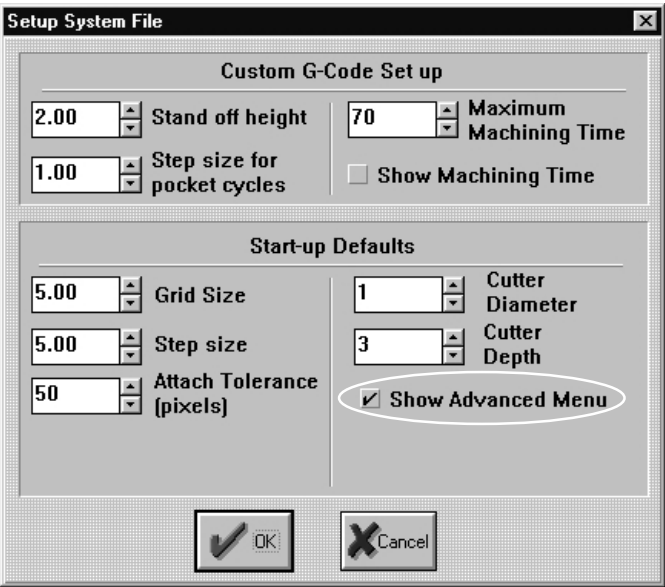 Setup System File
Custom G-Code Set up
2.00 Stand off height
70 Maximum
Machining Time
1.00 Step size for
pocket cycles
Show Machining Time
Start-up Defaults
5.00 Grid Size
1 Cutter
Diameter
5.00 Step size
3 Cutter
Depth
50 Attach Tolerance
(pixels)
Show Advanced Menu
OK
Cancel